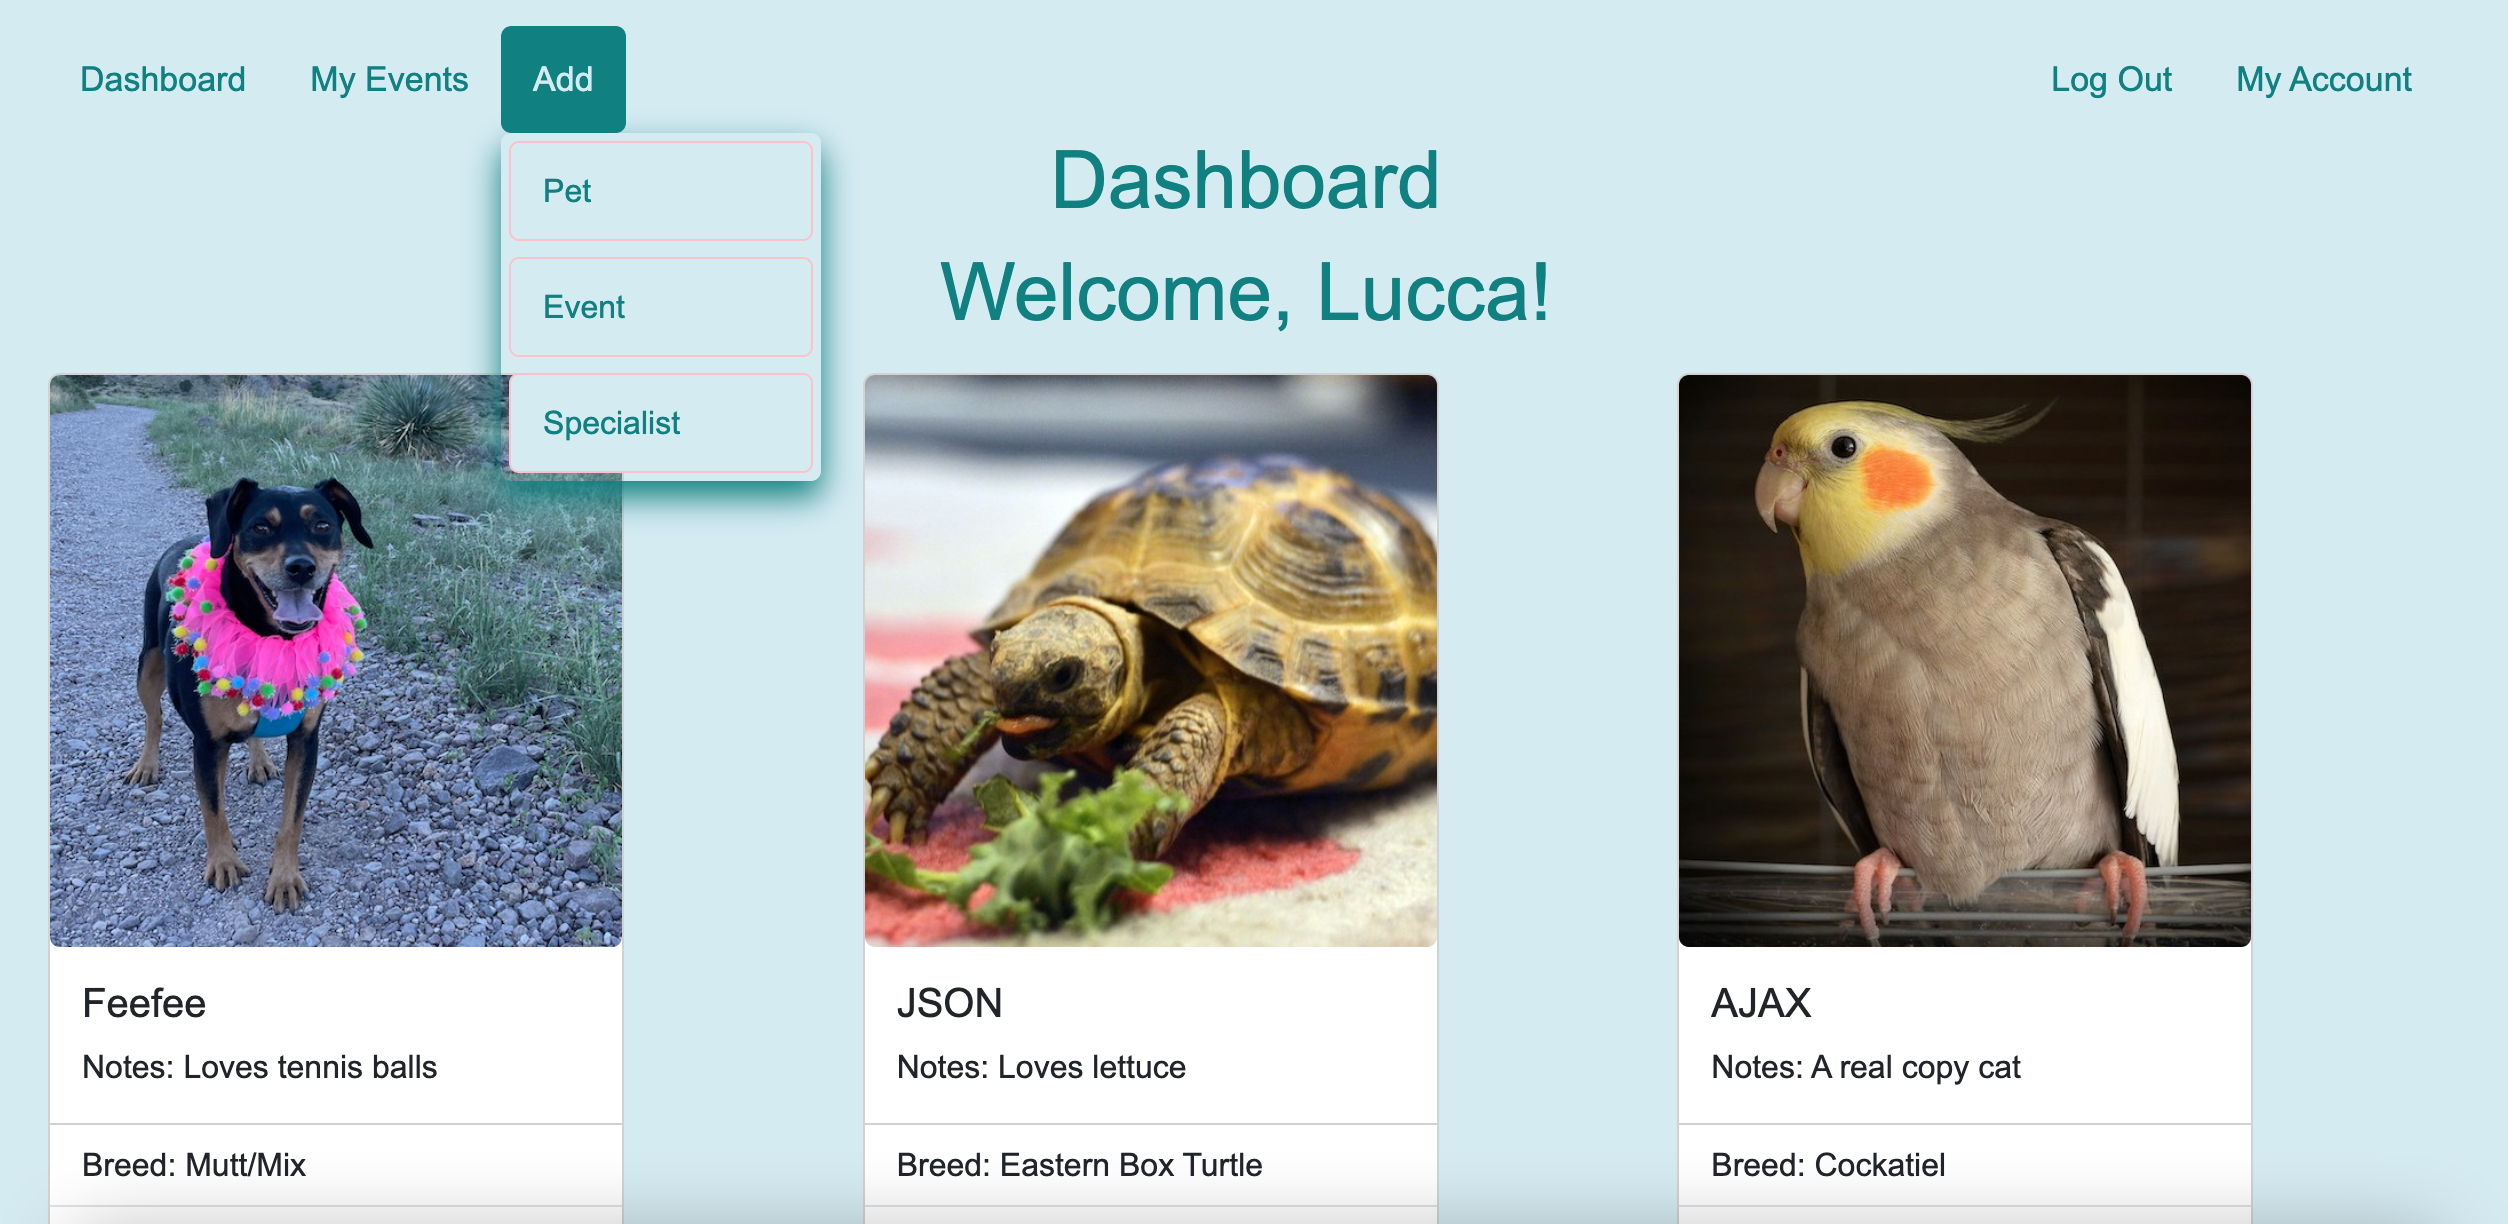 Dashboard My Events Add Log Out My Account
Pet
Event
Specialist
Dashboard
Welcome, Lucca!
Feefee
Notes: Loves tennis balls
Breed: Mutt/Mix
JSON
Notes: Loves lettuce
Breed: Eastern Box Turtle
AJAX
Notes: A real copy cat
Breed: Cockatiel